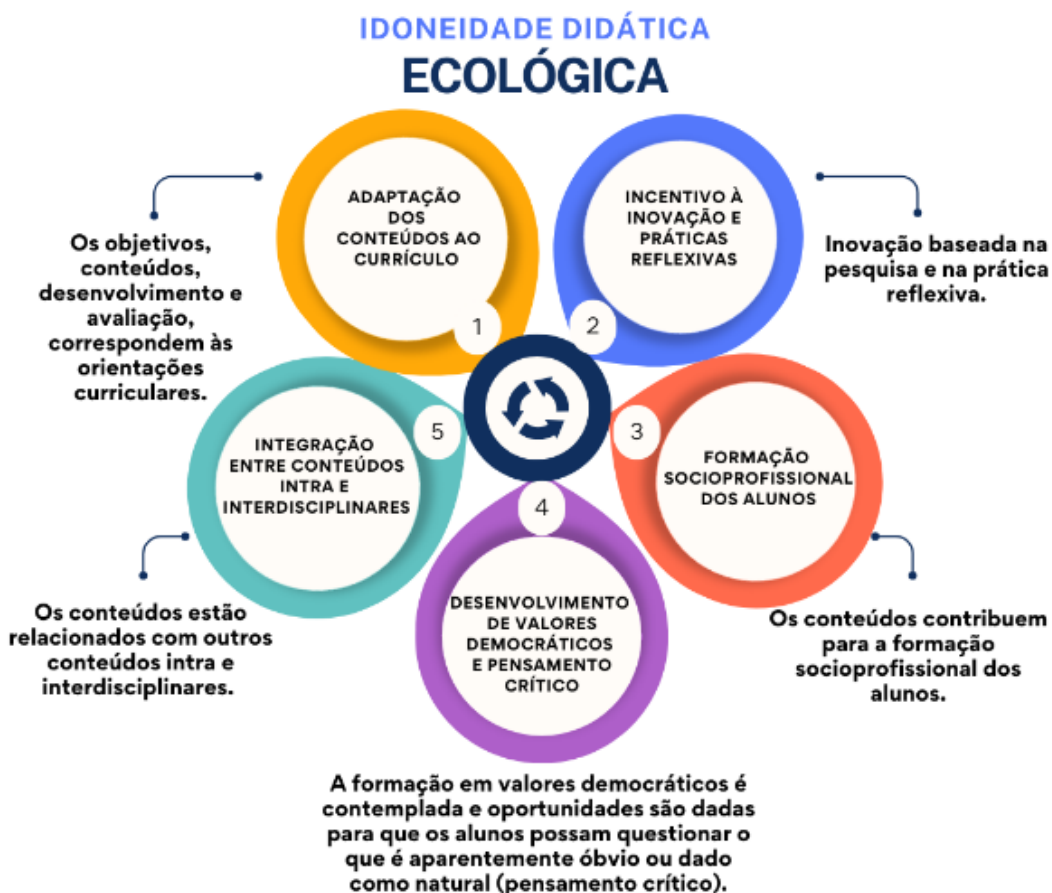 IDONEIDADE DIDÁTICA
ECOLÓGICA
ADAPTAÇÃO
DOS
CONTEÚDOS AO
CURRÍCULO
1
Os objetivos,
conteúdos,
desenvolvimento e
avaliação,
correspondem às
orientações
curriculares.
INCENTIVO À
INOVAÇÃO E
PRÁTICAS
REFLEXIVAS
2
Inovação baseada na
pesquisa e na prática
reflexiva.
3
FORMAÇÃO
SOCIOPROFISSIONAL
DOS ALUNOS
Os conteúdos contribuem
para a formação
socioprofissional dos
alunos.
4
DESENVOLVIMENTO
DE VALORES
DEMOCRÁTICOS
E PENSAMENTO
CRÍTICO
A formação em valores democráticos é
contemplada e oportunidades são dadas
para que os alunos possam questionar o
que é aparentemente óbvio ou dado
como natural (pensamento crítico).
5
INTEGRAÇÃO
ENTRE CONTEÚDOS
INTRA E
INTERDISCIPLINARES
Os conteúdos estão
relacionados com outros
conteúdos intra e
interdisciplinares.